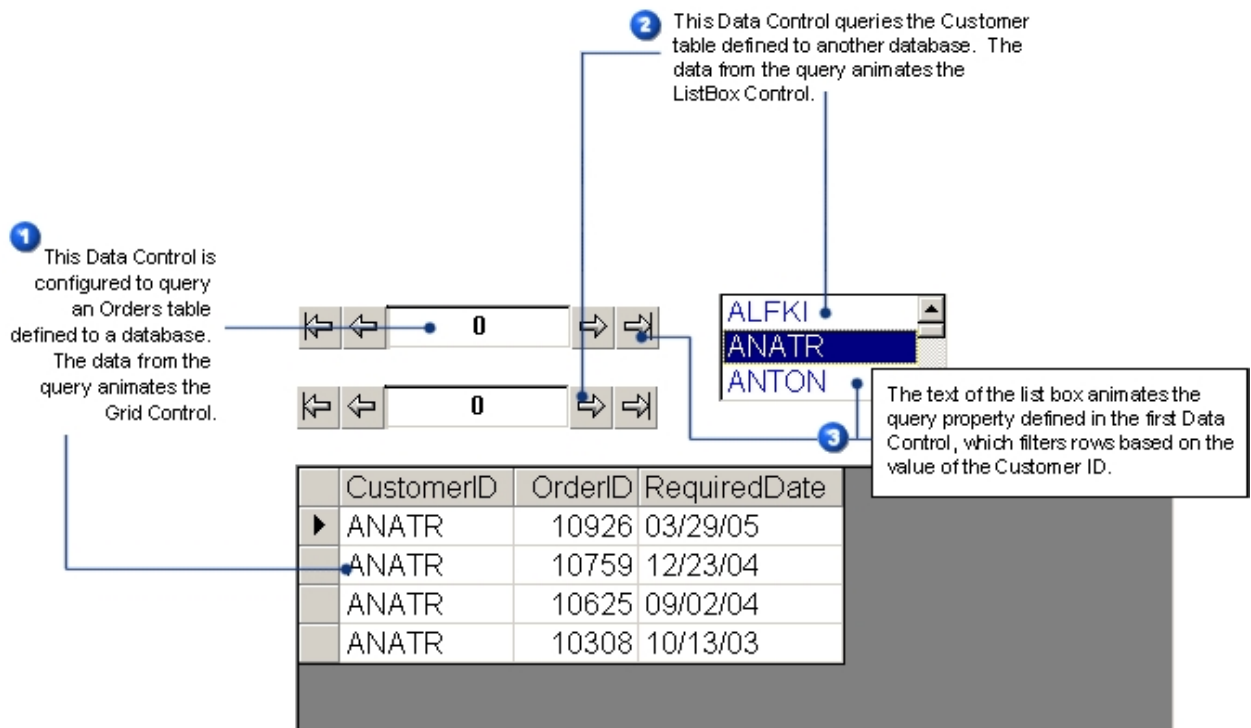 2
This Data Control queries the Customer
table defined to another database. The
data from the query animates the
ListBox Control.
1
This Data Control is
configured to query
an Orders table
defined to a database.
The data from the
query animates the
Grid Control.
0
0
ALFKI
ANATR
ANTON
3
The text of the list box animates the
query property defined in the first Data
Control, which filters rows based on the
value of the Customer ID.
CustomerID OrderID RequiredDate
ANATR 10926 03/29/05
ANATR 10759 12/23/04
ANATR 10625 09/02/04
ANATR 10308 10/13/03